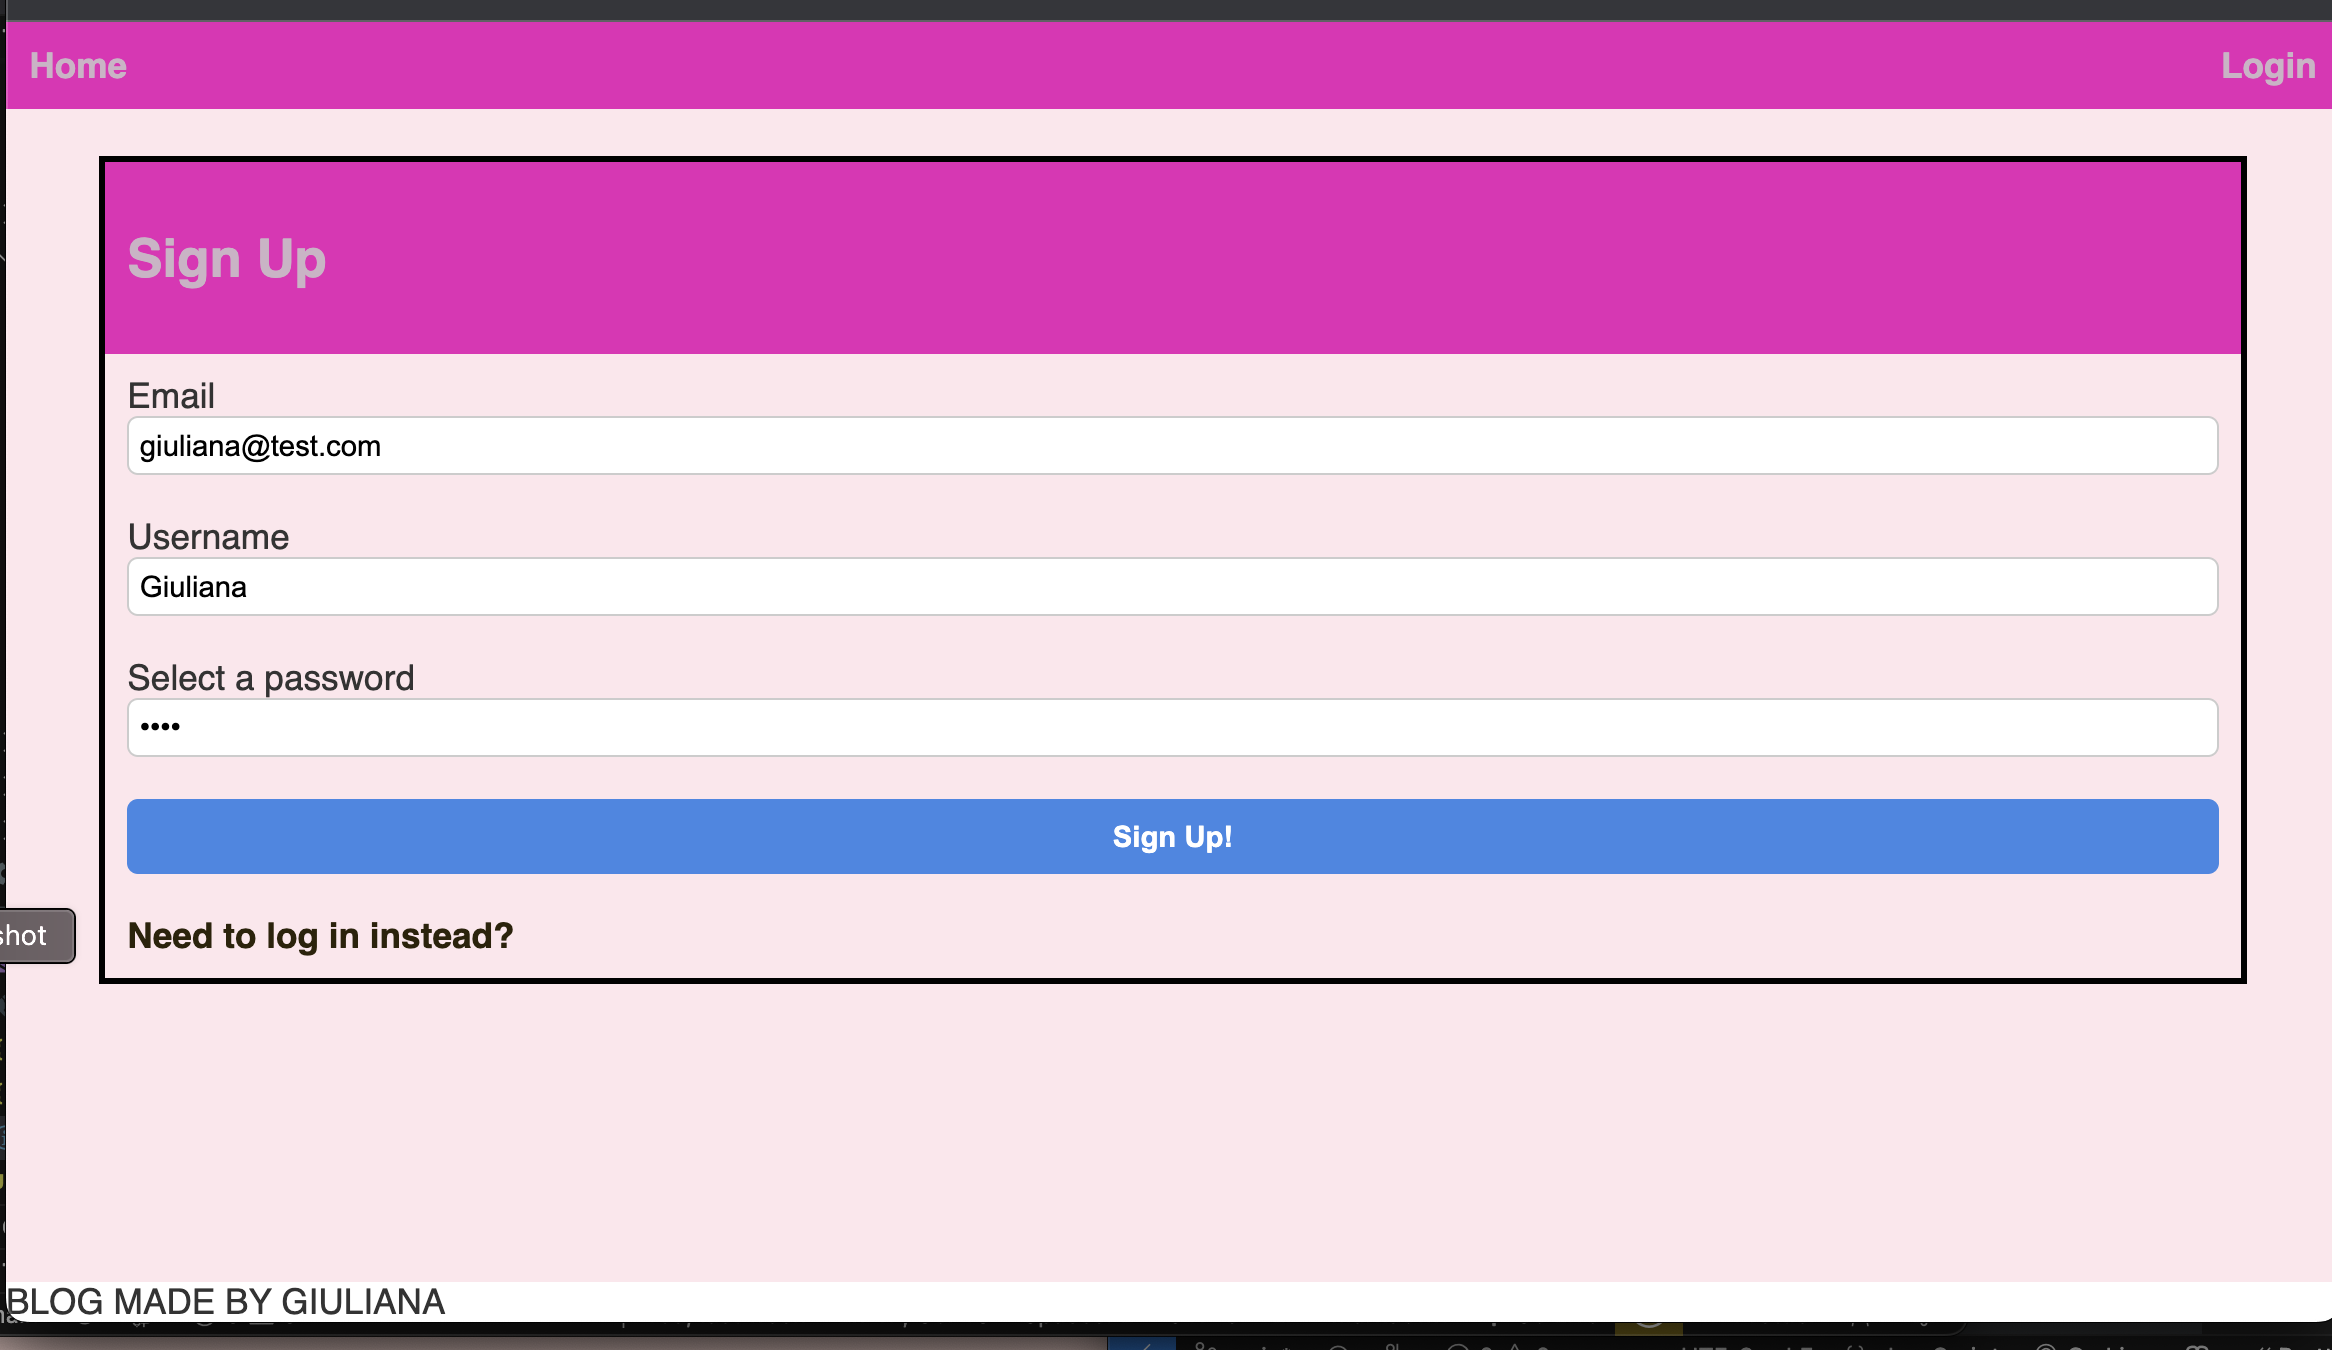 Home
Login
Sign Up
Email
giuliana@test.com
Username
Giuliana
Select a password
••••
Sign Up!
shot
Need to log in instead?
BLOG MADE BY GIULIANA